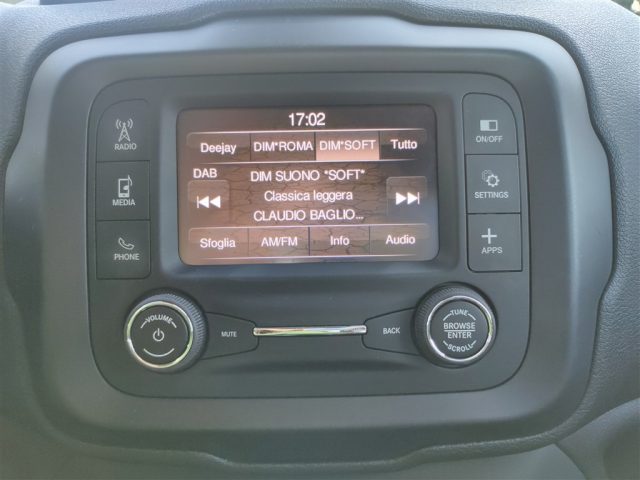 17:02
Deejay DIM*ROMA DIM*SOFT Tutto
DAB DIM SUONO *SOFT*
Classica leggera
CLAUDIO BAGLIO...
Sfoglia AM/FM Info Audio
RADIO
MEDIA
PHONE
ON/OFF
SETTINGS
APPS
VOLUME
MUTE
BACK
TUNE
BROWSE
ENTER
SCROLL